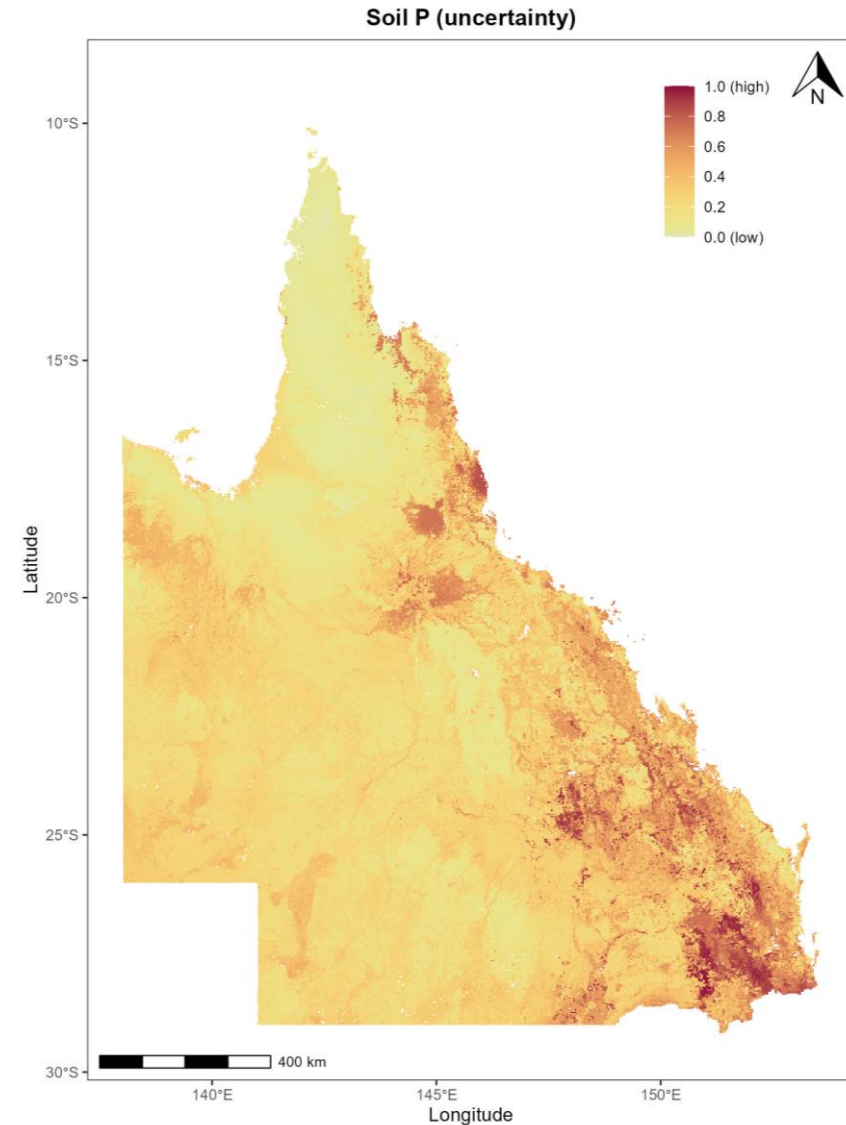 Soil P (uncertainty)
1.0 (high)
0.8
0.6
0.4
0.2
0.0 (low)
N
10°S
15°S
20°S
25°S
30°S
Latitude
400 km
140°E
145°E
150°E
Longitude